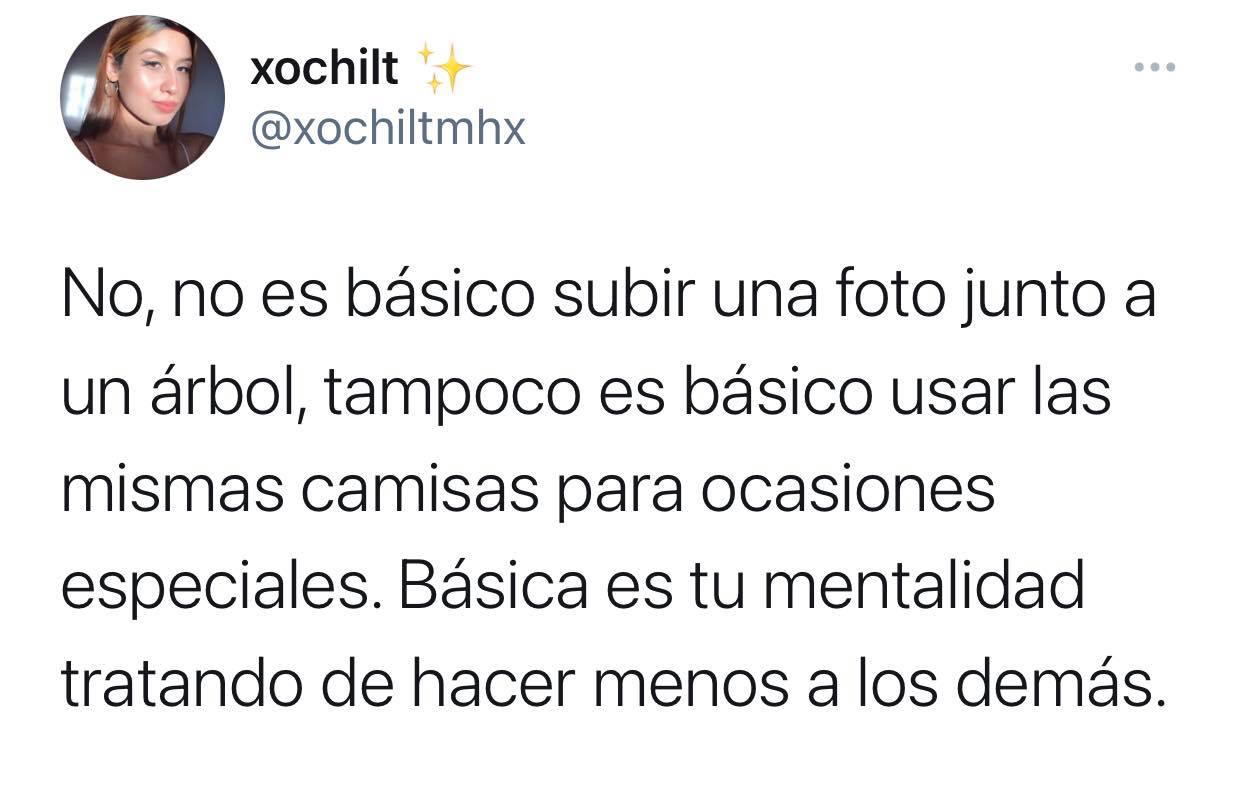 xochilt ✨
@xochiltmhx
No, no es básico subir una foto junto a
un árbol, tampoco es básico usar las
mismas camisas para ocasiones
especiales. Básica es tu mentalidad
tratando de hacer menos a los demás.